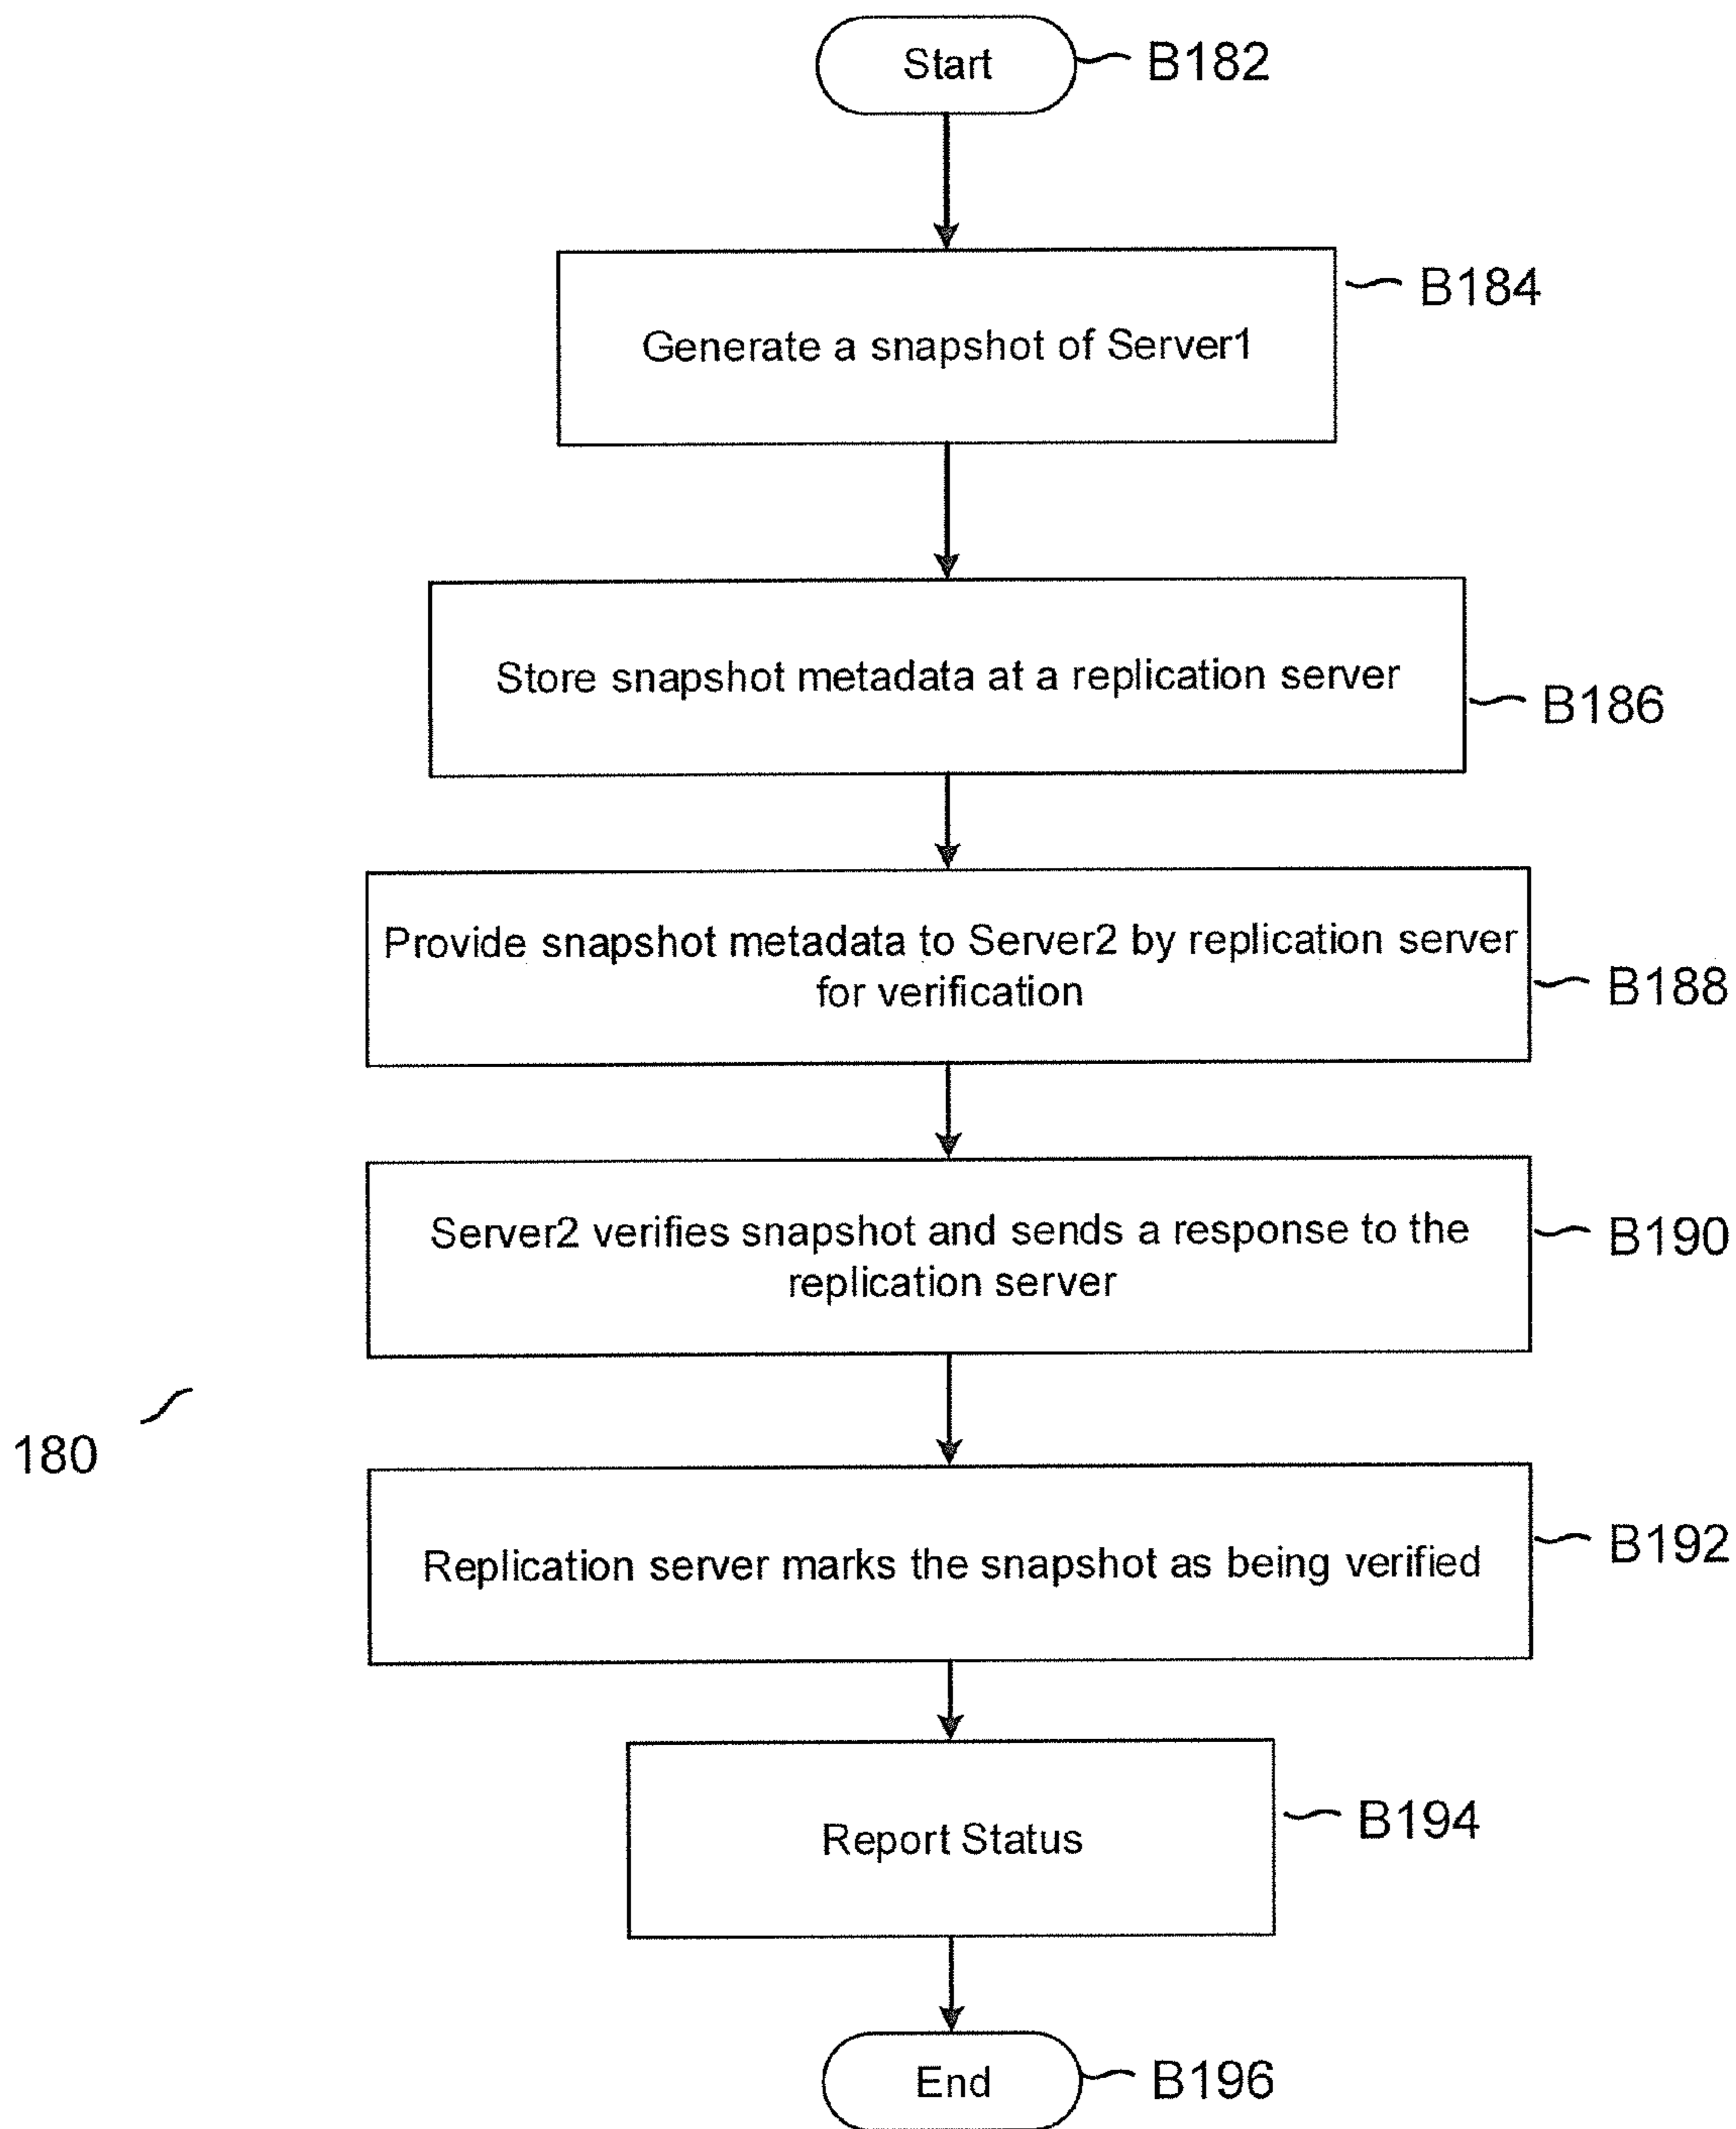 Start
B182
Generate a snapshot of Server1
B184
Store snapshot metadata at a replication server
B186
Provide snapshot metadata to Server2 by replication server
for verification
B188
Server2 verifies snapshot and sends a response to the
replication server
B190
180
Replication server marks the snapshot as being verified
B192
Report Status
B194
End
B196